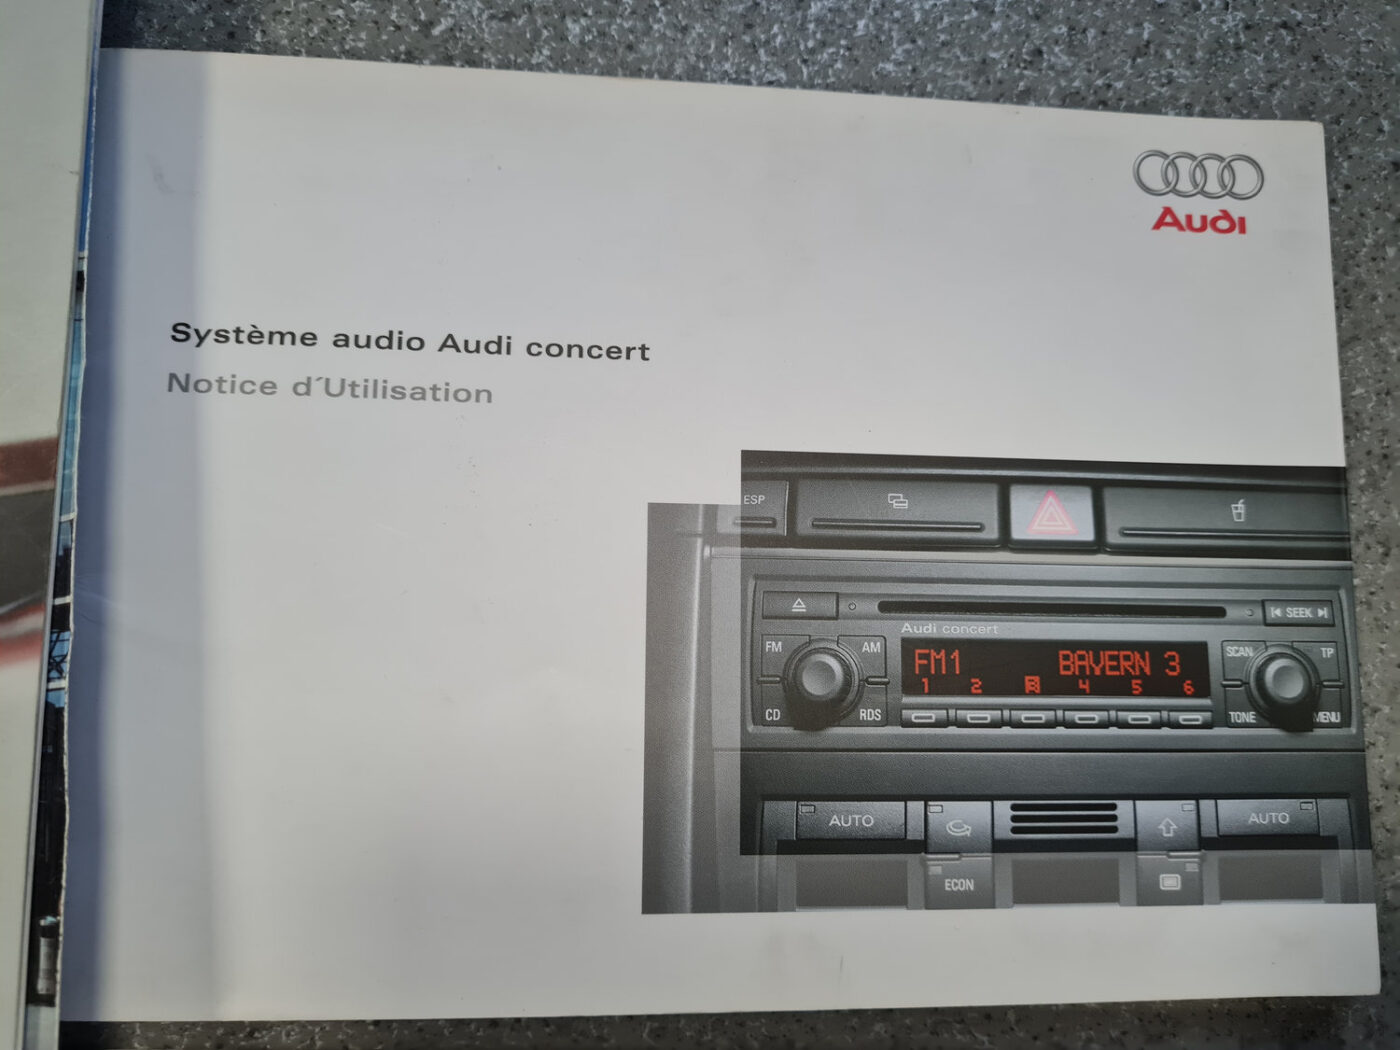 Audi
Système audio Audi concert
Notice d´Utilisation
ESP
SEEK
Audi concert
FM AM
FM1 BAYERN 3
SCAN TP
1 2 3 4 5 6
CD RDS
TONE MENU
AUTO AUTO
ECON